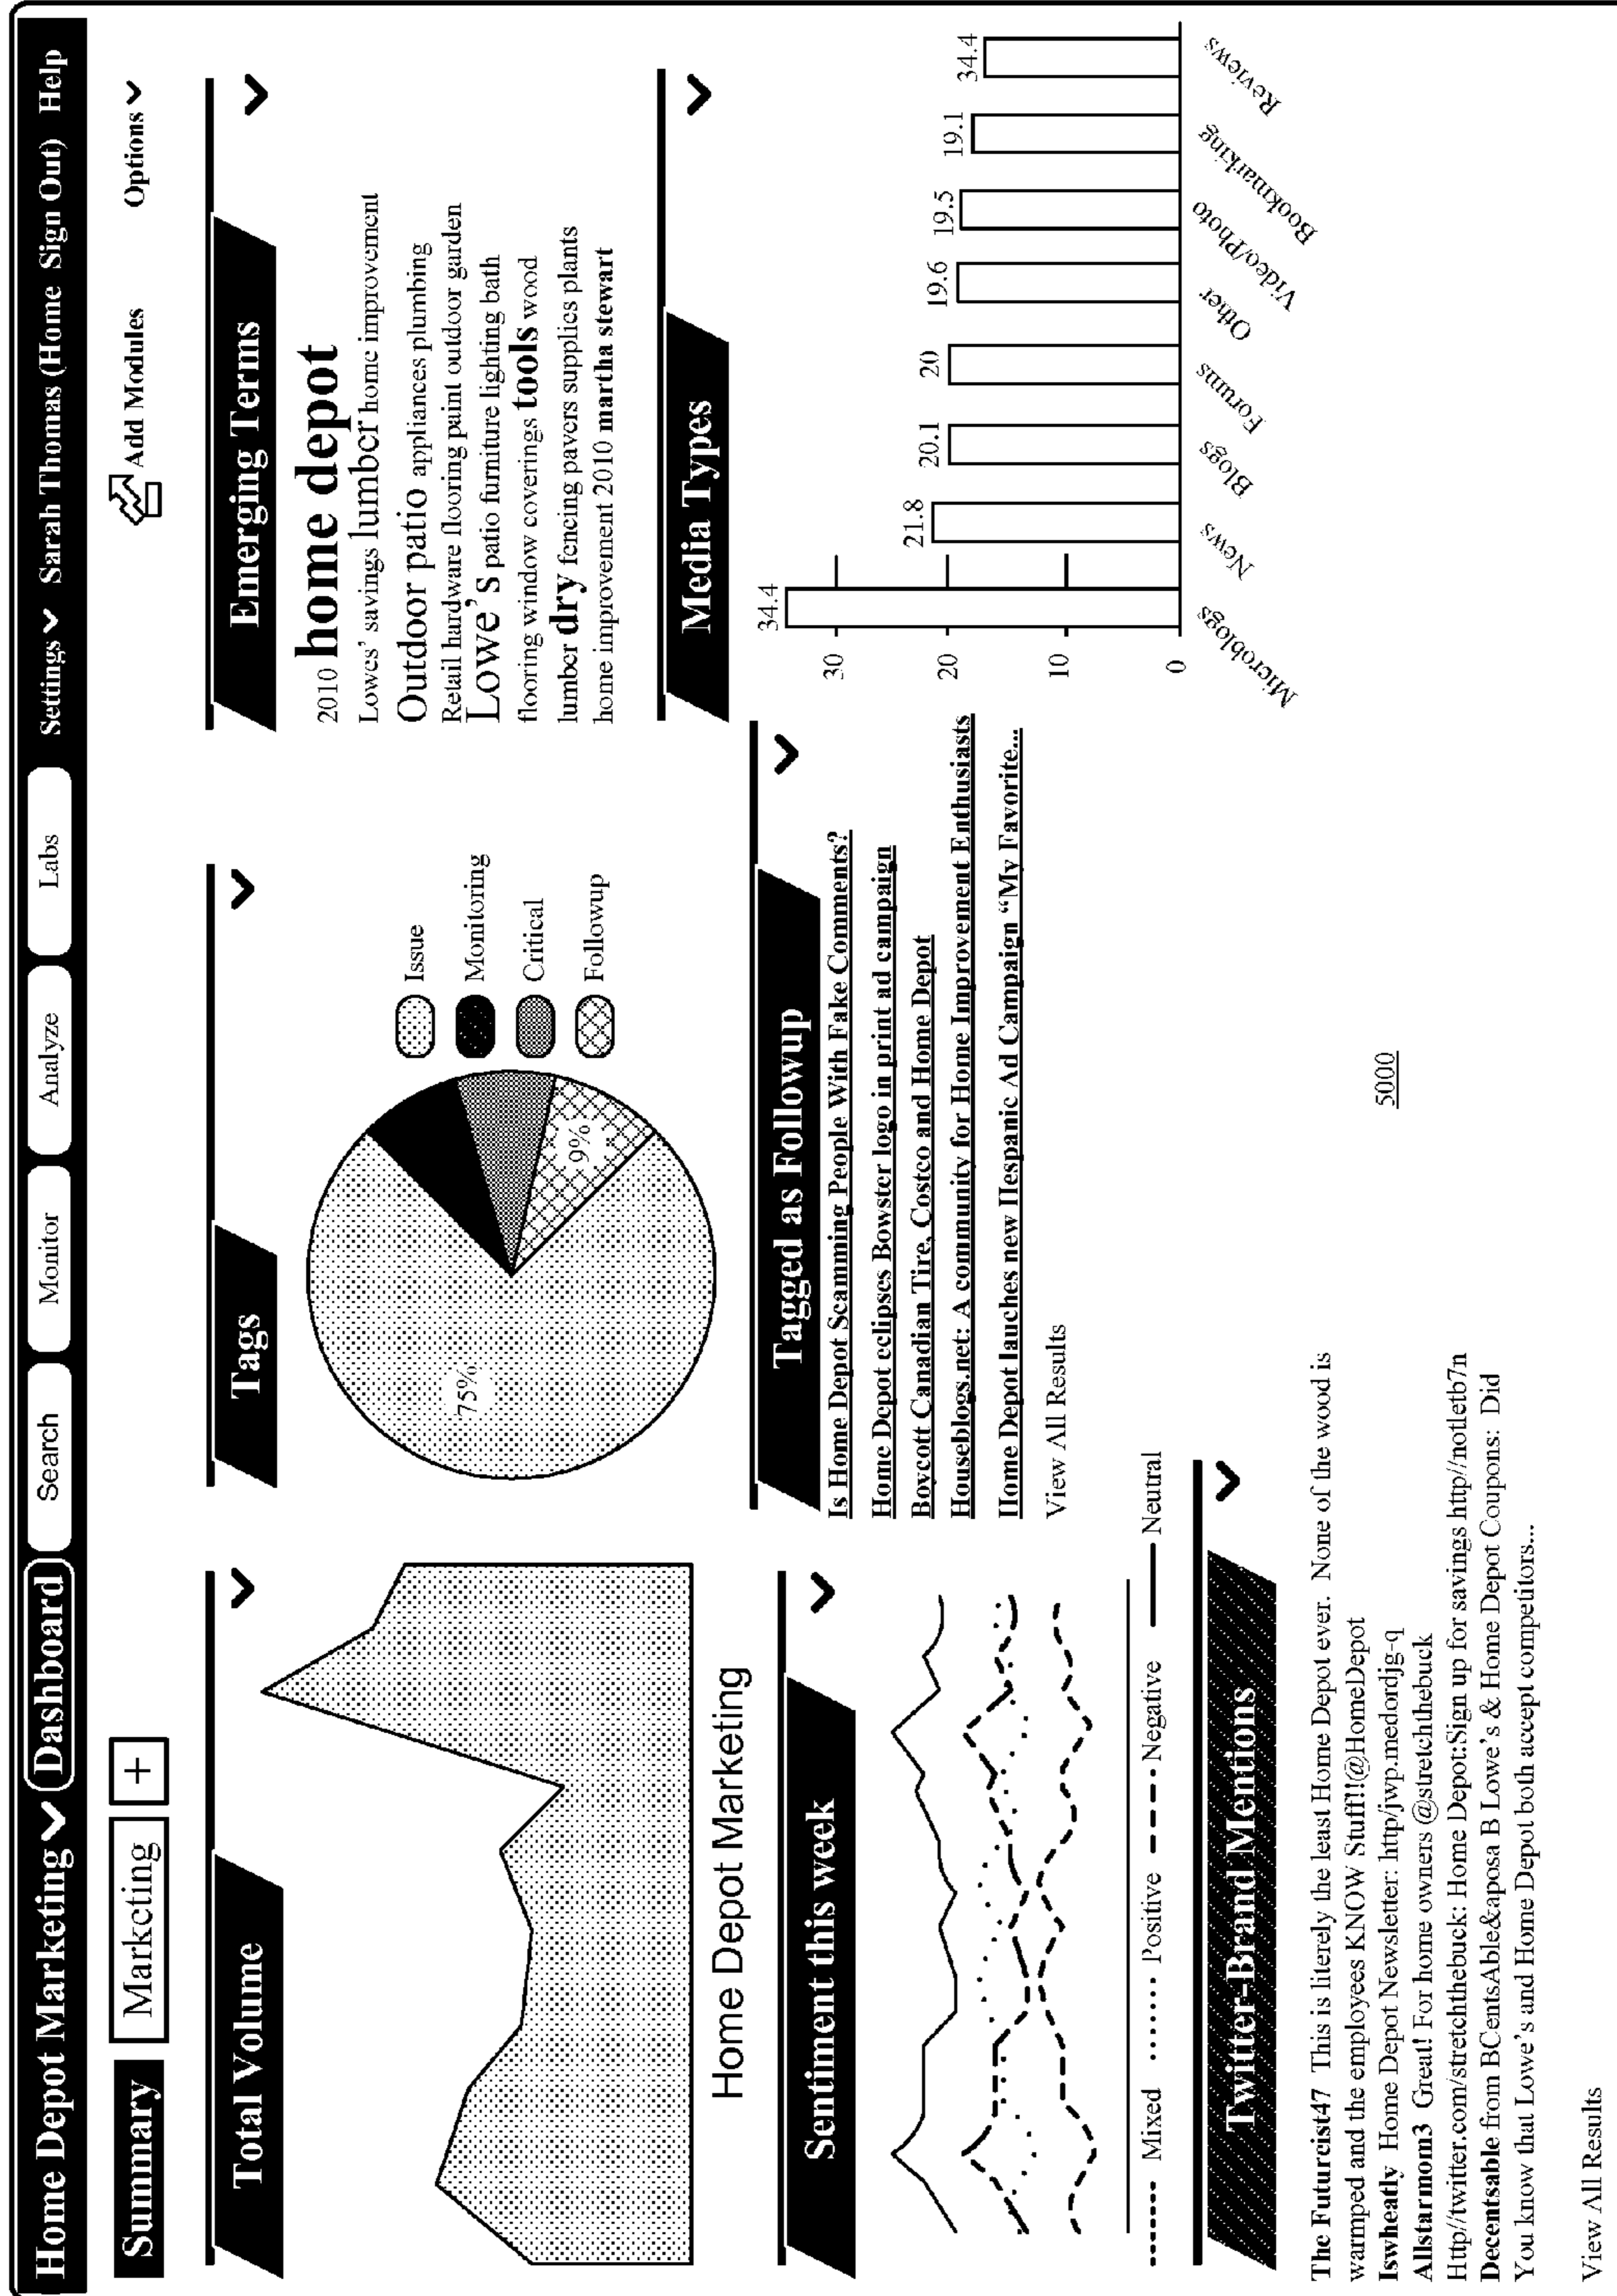 Home Depot Marketing Dashboard Search Monitor Analyze Labs Settings Sarah Thomas (Home Sign Out) Help
Summary Marketing + Add Modules Options
Total Volume
Home Depot Marketing
Tags
75%
9%
Issue
Monitoring
Critical
Followup
Emerging Terms
2010 home depot
Lowes' savings lumber home improvement
Outdoor patio appliances plumbing
Retail hardware flooring paint outdoor garden
Lowe's patio furniture lighting bath
flooring window coverings tools wood
lumber dry fencing pavers supplies plants
home improvement 2010 martha stewart
Sentiment this week
Mixed Positive Negative Neutral
Tagged as Followup
Is Home Depot Scamming People With Fake Comments?
Home Depot eclipses Bowster logo in print ad campaign
Boycott Canadian Tire, Costco and Home Depot
Houseblogs.net: A community for Home Improvement Enthusiasts
Home Depot lauches new Hespanic Ad Campaign “My Favorite...
View All Results
Media Types
34.4 21.8 20.1 20 19.6 19.5 19.1 34.4
30
20
10
0
Microblogs News Blogs Forums Other Video/Photo Bookmarking Reviews
Twitter-Brand Mentions
The Futurcist47 This is literely the least Home Depot ever. None of the wood is
warmped and the employees KNOW Stuff!!@HomeDepot
Iswheatly Home Depot Newsletter: http/jwp.medordjg-q
Allstarmom3 Great! For home owners @stretchthebuck
Http//twitter.com/stretchthebuck: Home Depot:Sign up for savings http//notletb7n
Decentsable from BCentsAble&aposa B Lowe's & Home Depot Coupons: Did
You know that Lowe's and Home Depot both accept competitors...
View All Results
5000